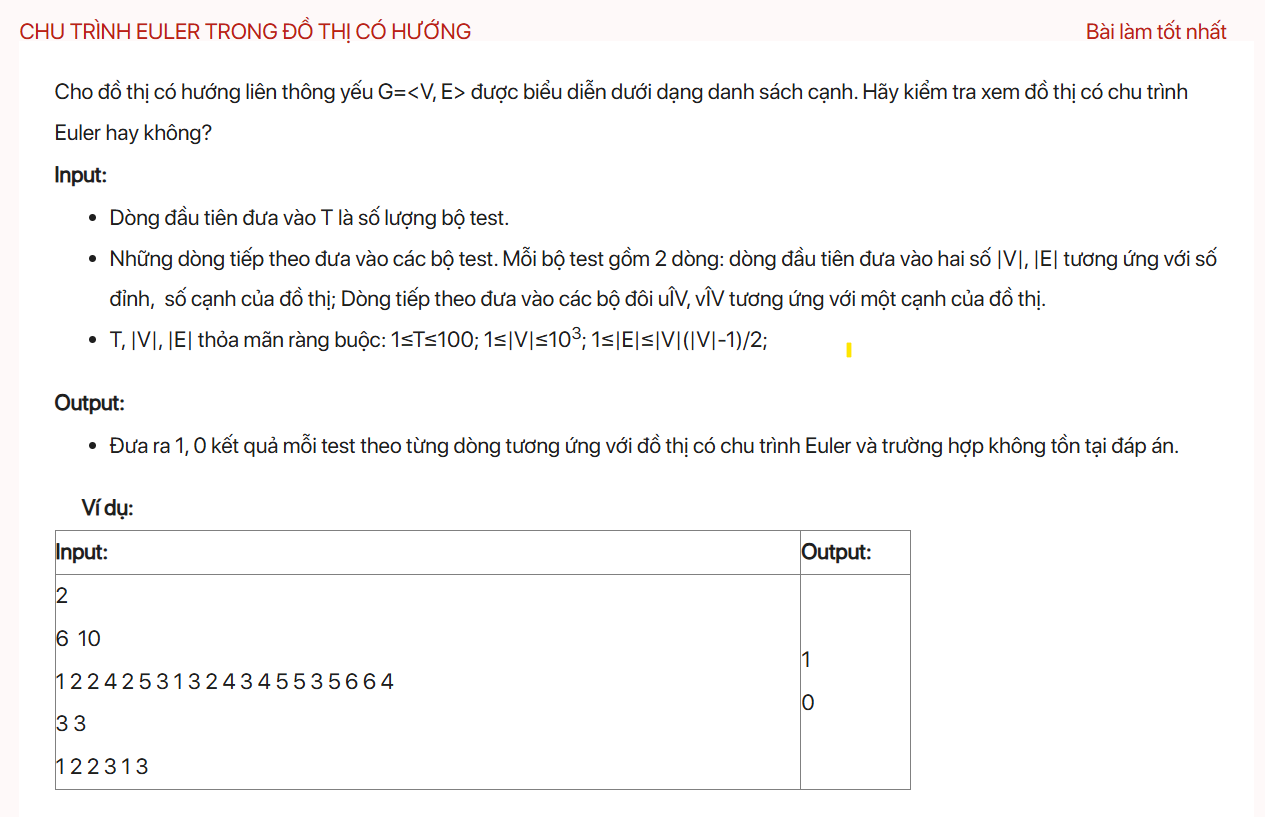 CHU TRÌNH EULER TRONG ĐỒ THỊ CÓ HƯỚNG
Bài làm tốt nhất
Cho đồ thị có hướng liên thông yếu G=<V, E> được biểu diễn dưới dạng danh sách cạnh. Hãy kiểm tra xem đồ thị có chu trình
Euler hay không?
Input:
• Dòng đầu tiên đưa vào T là số lượng bộ test.
• Những dòng tiếp theo đưa vào các bộ test. Mỗi bộ test gồm 2 dòng: dòng đầu tiên đưa vào hai số |V|, |E| tương ứng với số
đỉnh, số cạnh của đồ thị; Dòng tiếp theo đưa vào các bộ đôi uÎV, vÎV tương ứng với một cạnh của đồ thị.
• T, |V|, |E| thỏa mãn ràng buộc: 1≤T≤100; 1≤|V|≤10³; 1≤|E|≤|V|(|V|-1)/2;
Output:
• Đưa ra 1, 0 kết quả mỗi test theo từng dòng tương ứng với đồ thị có chu trình Euler và trường hợp không tồn tại đáp án.
Ví dụ:
Input:
Output:
2
6 10
1 2 2 4 2 5 3 1 3 2 4 3 4 5 5 3 5 6 6 4
3 3
1 2 2 3 1 3
1
0